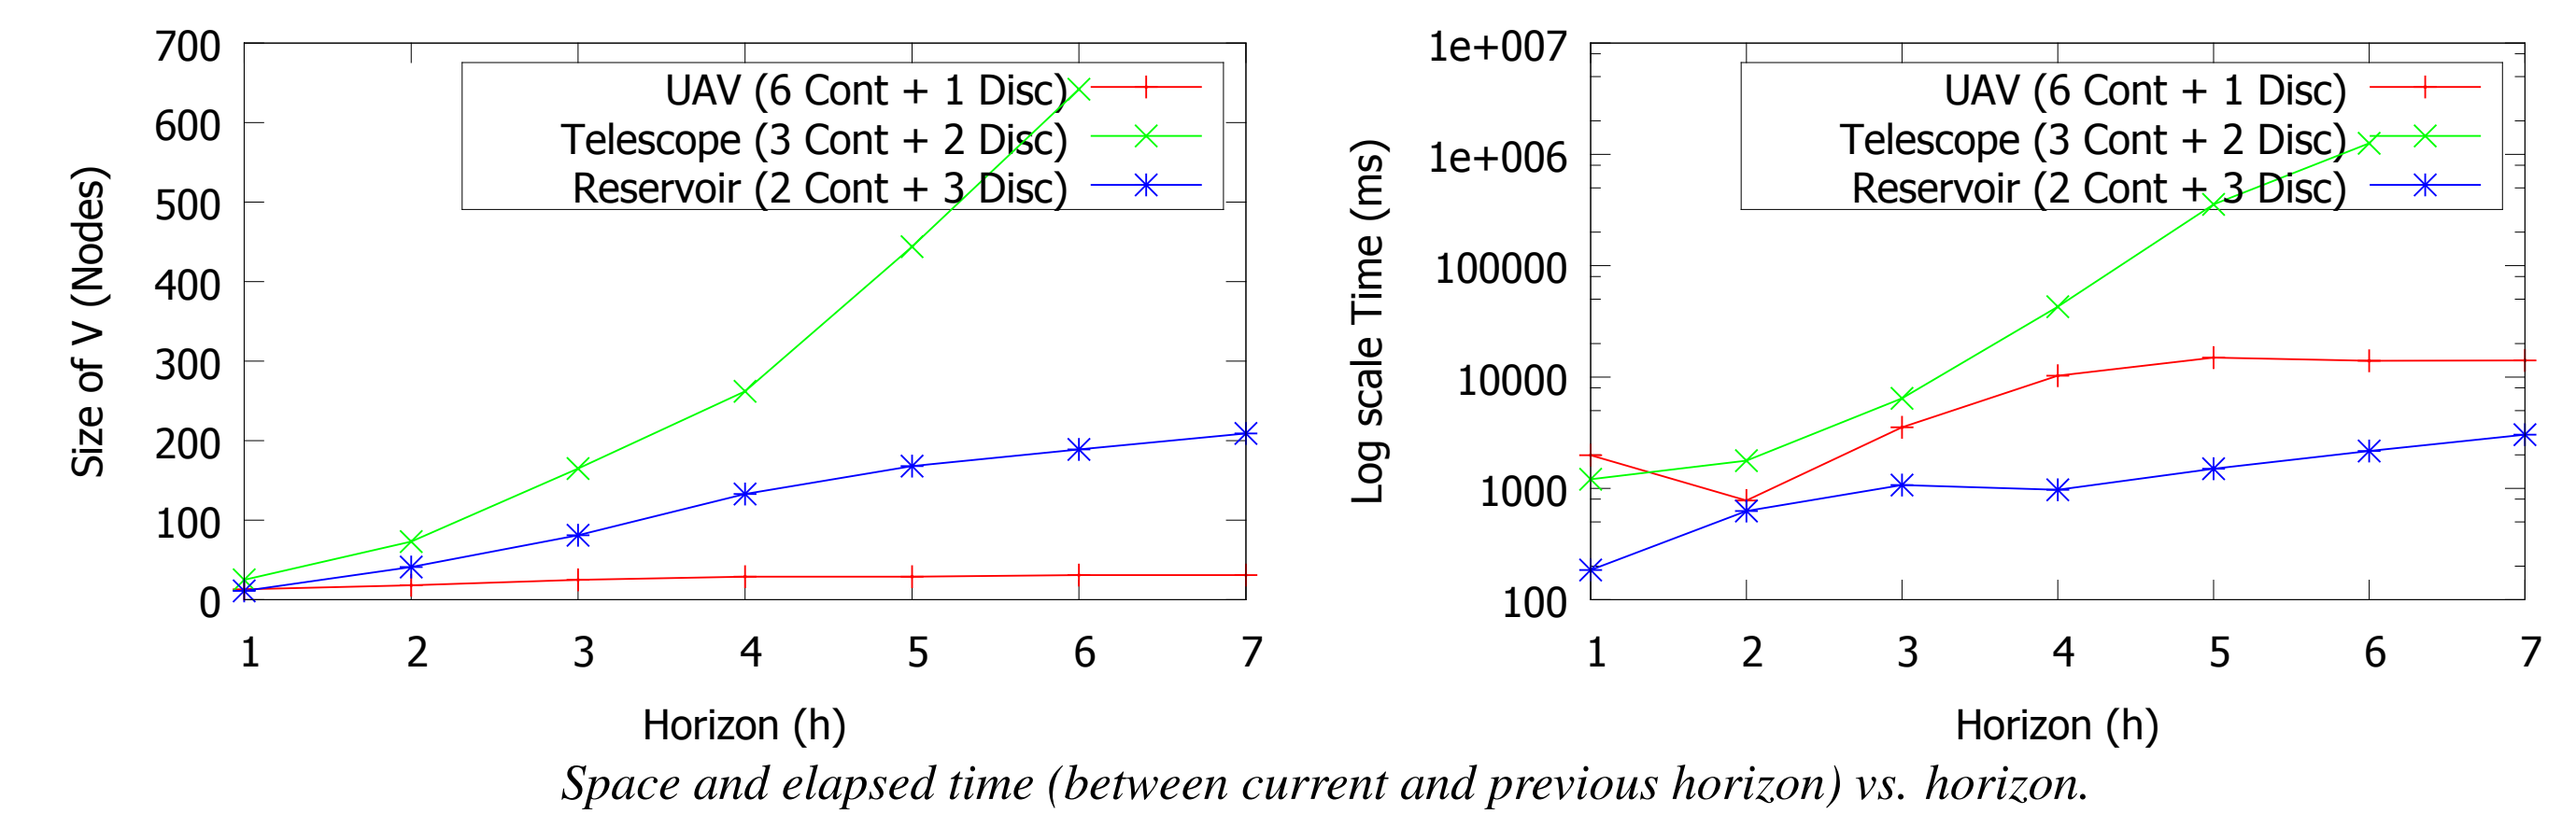 700
600
500
400
300
200
100
0
1 2 3 4 5 6 7
Size of V (Nodes)
Horizon (h)
UAV (6 Cont + 1 Disc)
Telescope (3 Cont + 2 Disc)
Reservoir (2 Cont + 3 Disc)
1e+007
1e+006
100000
10000
1000
100
1 2 3 4 5 6 7
Log scale Time (ms)
Horizon (h)
UAV (6 Cont + 1 Disc)
Telescope (3 Cont + 2 Disc)
Reservoir (2 Cont + 3 Disc)
Space and elapsed time (between current and previous horizon) vs. horizon.